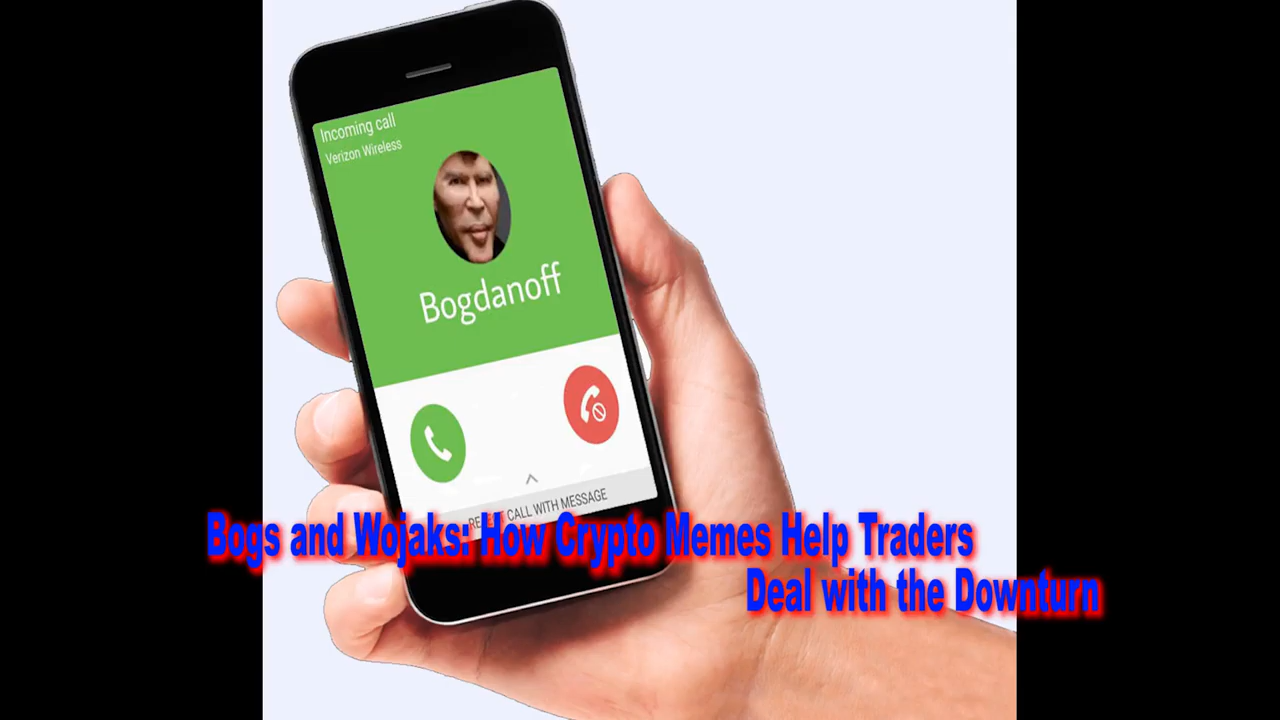 Incoming call
Verizon Wireless
Bogdanoff
CALL WITH MESSAGE
Bogs and Wojaks: How Crypto Memes Help Traders
Deal with the Downturn